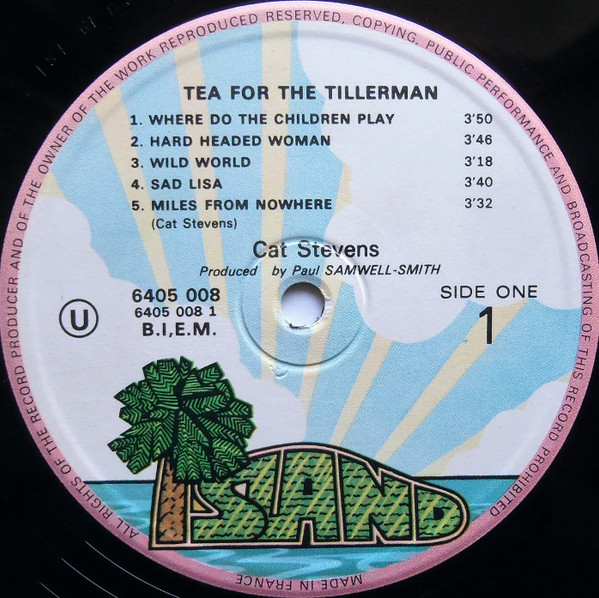 ALL RIGHTS OF THE RECORD PRODUCER AND OF THE OWNER OF THE WORK REPRODUCED RESERVED, COPYING, PUBLIC PERFORMANCE AND BROADCASTING OF THIS RECORD PROHIBITED
TEA FOR THE TILLERMAN
1. WHERE DO THE CHILDREN PLAY 3'50
2. HARD HEADED WOMAN 3'46
3. WILD WORLD 3'18
4. SAD LISA 3'40
5. MILES FROM NOWHERE 3'32
(Cat Stevens)
Cat Stevens
Produced by Paul SAMWELL-SMITH
6405 008
6405 008 1
B.I,E.M.
U
SIDE ONE
1
ISLAND
MADE IN FRANCE